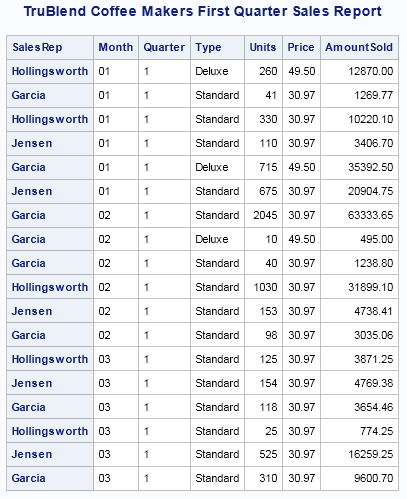 TruBlend Coffee Makers First Quarter Sales Report
SalesRep Month Quarter Type Units Price AmountSold
Hollingsworth 01 1 Deluxe 260 49.50 12870.00
Garcia 01 1 Standard 41 30.97 1269.77
Hollingsworth 01 1 Standard 330 30.97 10220.10
Jensen 01 1 Standard 110 30.97 3406.70
Garcia 01 1 Deluxe 715 49.50 35392.50
Jensen 01 1 Standard 675 30.97 20904.75
Garcia 02 1 Standard 2045 30.97 63333.65
Garcia 02 1 Deluxe 10 49.50 495.00
Garcia 02 1 Standard 40 30.97 1238.80
Hollingsworth 02 1 Standard 1030 30.97 31899.10
Jensen 02 1 Standard 153 30.97 4738.41
Garcia 02 1 Standard 98 30.97 3035.06
Hollingsworth 03 1 Standard 125 30.97 3871.25
Jensen 03 1 Standard 154 30.97 4769.38
Garcia 03 1 Standard 118 30.97 3654.46
Hollingsworth 03 1 Standard 25 30.97 774.25
Jensen 03 1 Standard 525 30.97 16259.25
Garcia 03 1 Standard 310 30.97 9600.70